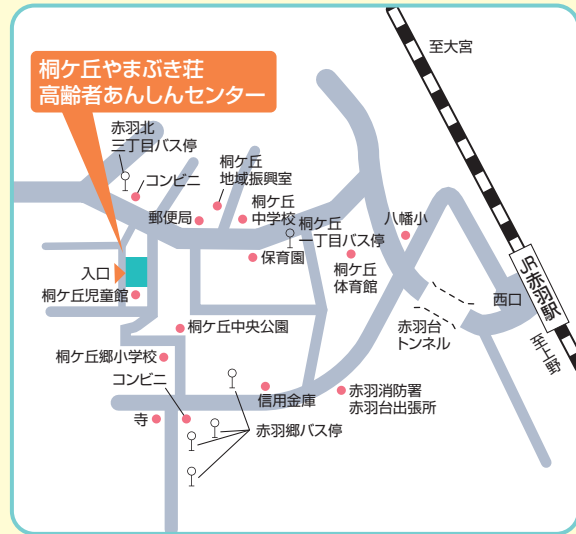 至大宮
桐ケ丘やまぶき荘
高齢者あんしんセンター
赤羽北
三丁目バス停
コンビニ
桐ケ丘
地域振興室
郵便局
桐ケ丘
中学校
桐ケ丘
一丁目バス停
八幡小
保育園
桐ケ丘
体育館
入口
桐ケ丘児童館
西口
JR赤羽駅
至上野
赤羽台
トンネル
桐ケ丘中央公園
桐ケ丘郷小学校
コンビニ
信用金庫
赤羽消防署
赤羽台出張所
寺
赤羽郷バス停